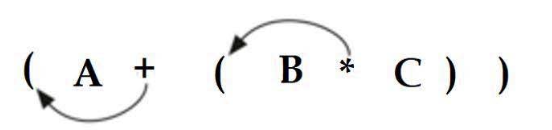 ( A + ( B * C ) )